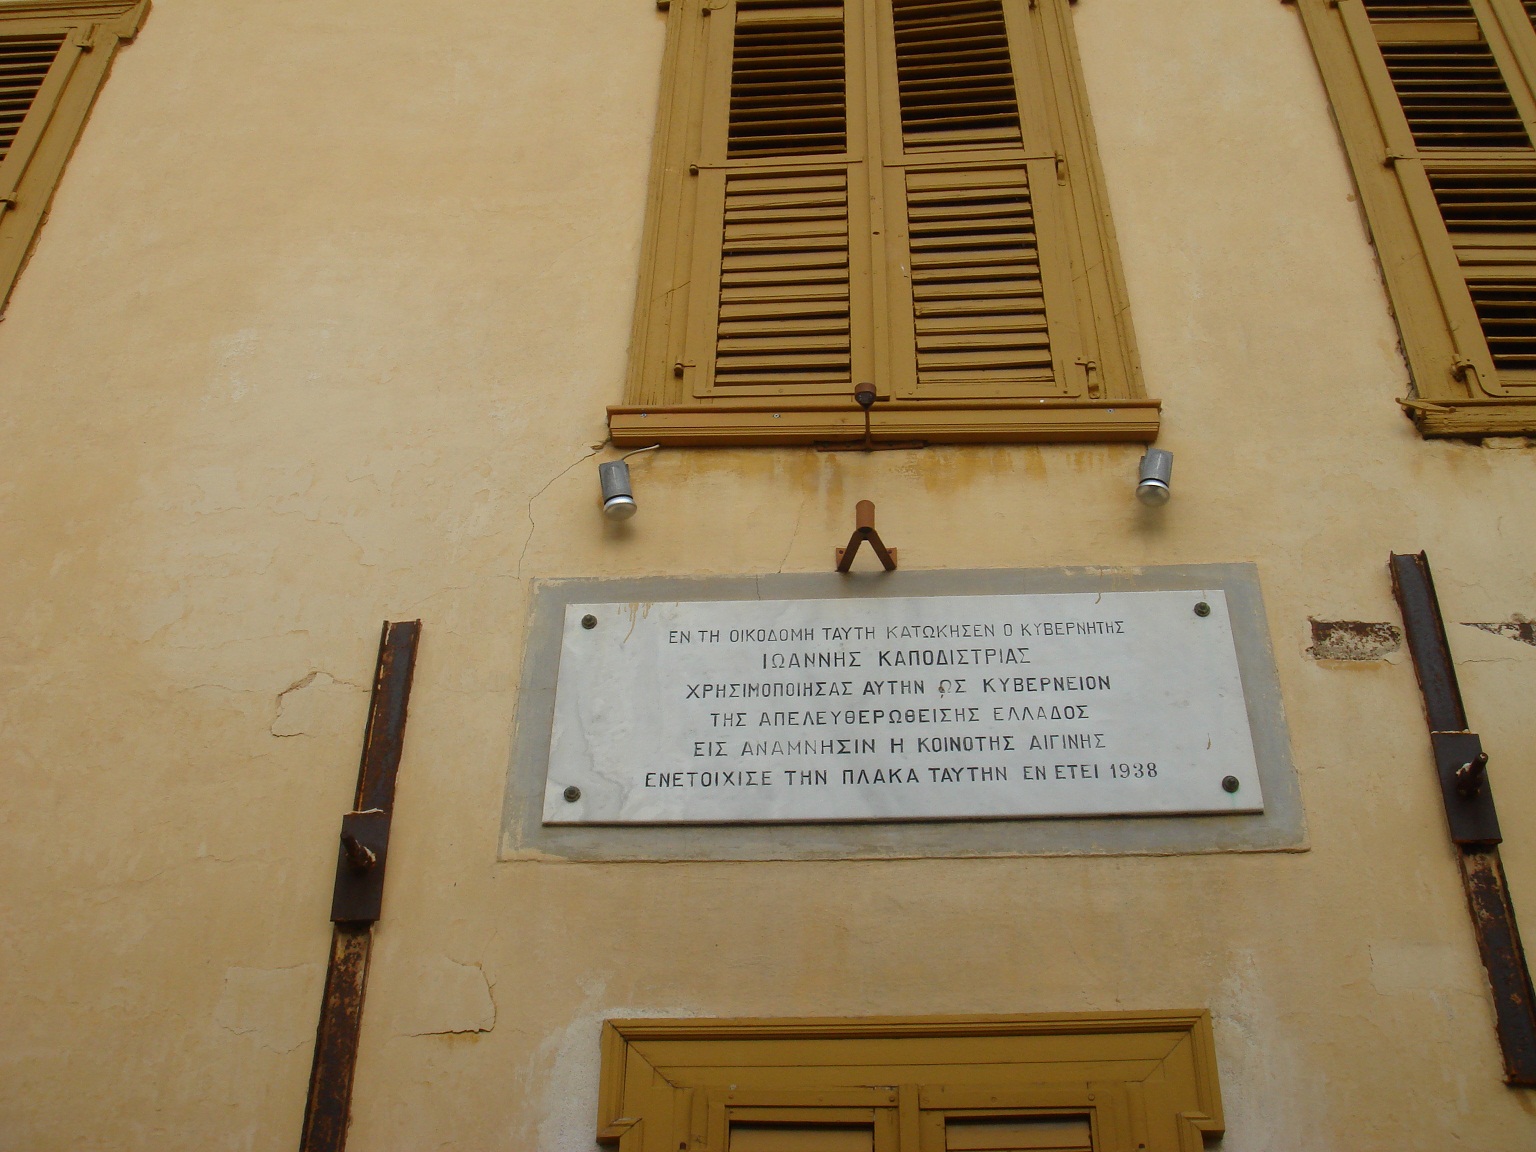 ΕΝ ΤΗ ΟΙΚΟΔΟΜΗ ΤΑΥΤΗ ΚΑΤΩΚΗΣΕΝ Ο ΚΥΒΕΡΝΗΤΗΣ
ΙΩΑΝΝΗΣ ΚΑΠΟΔΙΣΤΡΙΑΣ
ΧΡΗΣΙΜΟΠΟΙΗΣΑΣ ΑΥΤΗΝ ΩΣ ΚΥΒΕΡΝΕΙΟΝ
ΤΗΣ ΑΠΕΛΕΥΘΕΡΩΘΕΙΣΗΣ ΕΛΛΑΔΟΣ
ΕΙΣ ΑΝΑΜΝΗΣΙΝ Η ΚΟΙΝΟΤΗΣ ΑΙΓΙΝΗΣ
ΕΝΕΤΟΙΧΙΣΕ ΤΗΝ ΠΛΑΚΑ ΤΑΥΤΗΝ ΕΝ ΕΤΕΙ 1938